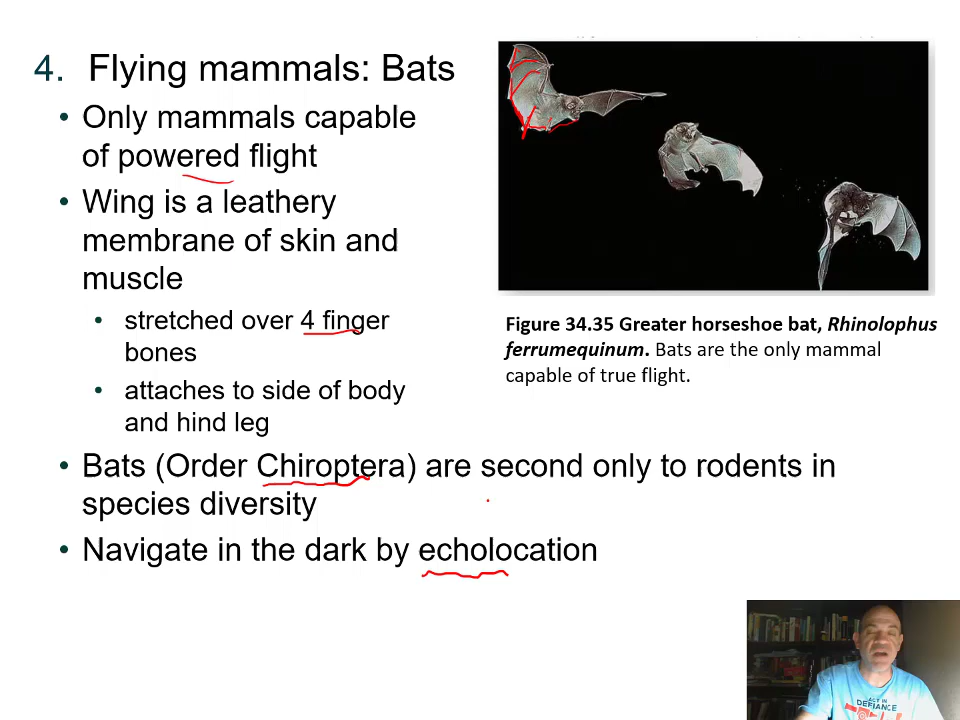 4. Flying mammals: Bats
• Only mammals capable
of powered flight
• Wing is a leathery
membrane of skin and
muscle
• stretched over 4 finger
bones
• attaches to side of body
and hind leg
• Bats (Order Chiroptera) are second only to rodents in
species diversity
• Navigate in the dark by echolocation
Figure 34.35 Greater horseshoe bat, Rhinolophus
ferrumequinum. Bats are the only mammal
capable of true flight.
ACT IN
DEFIANCE